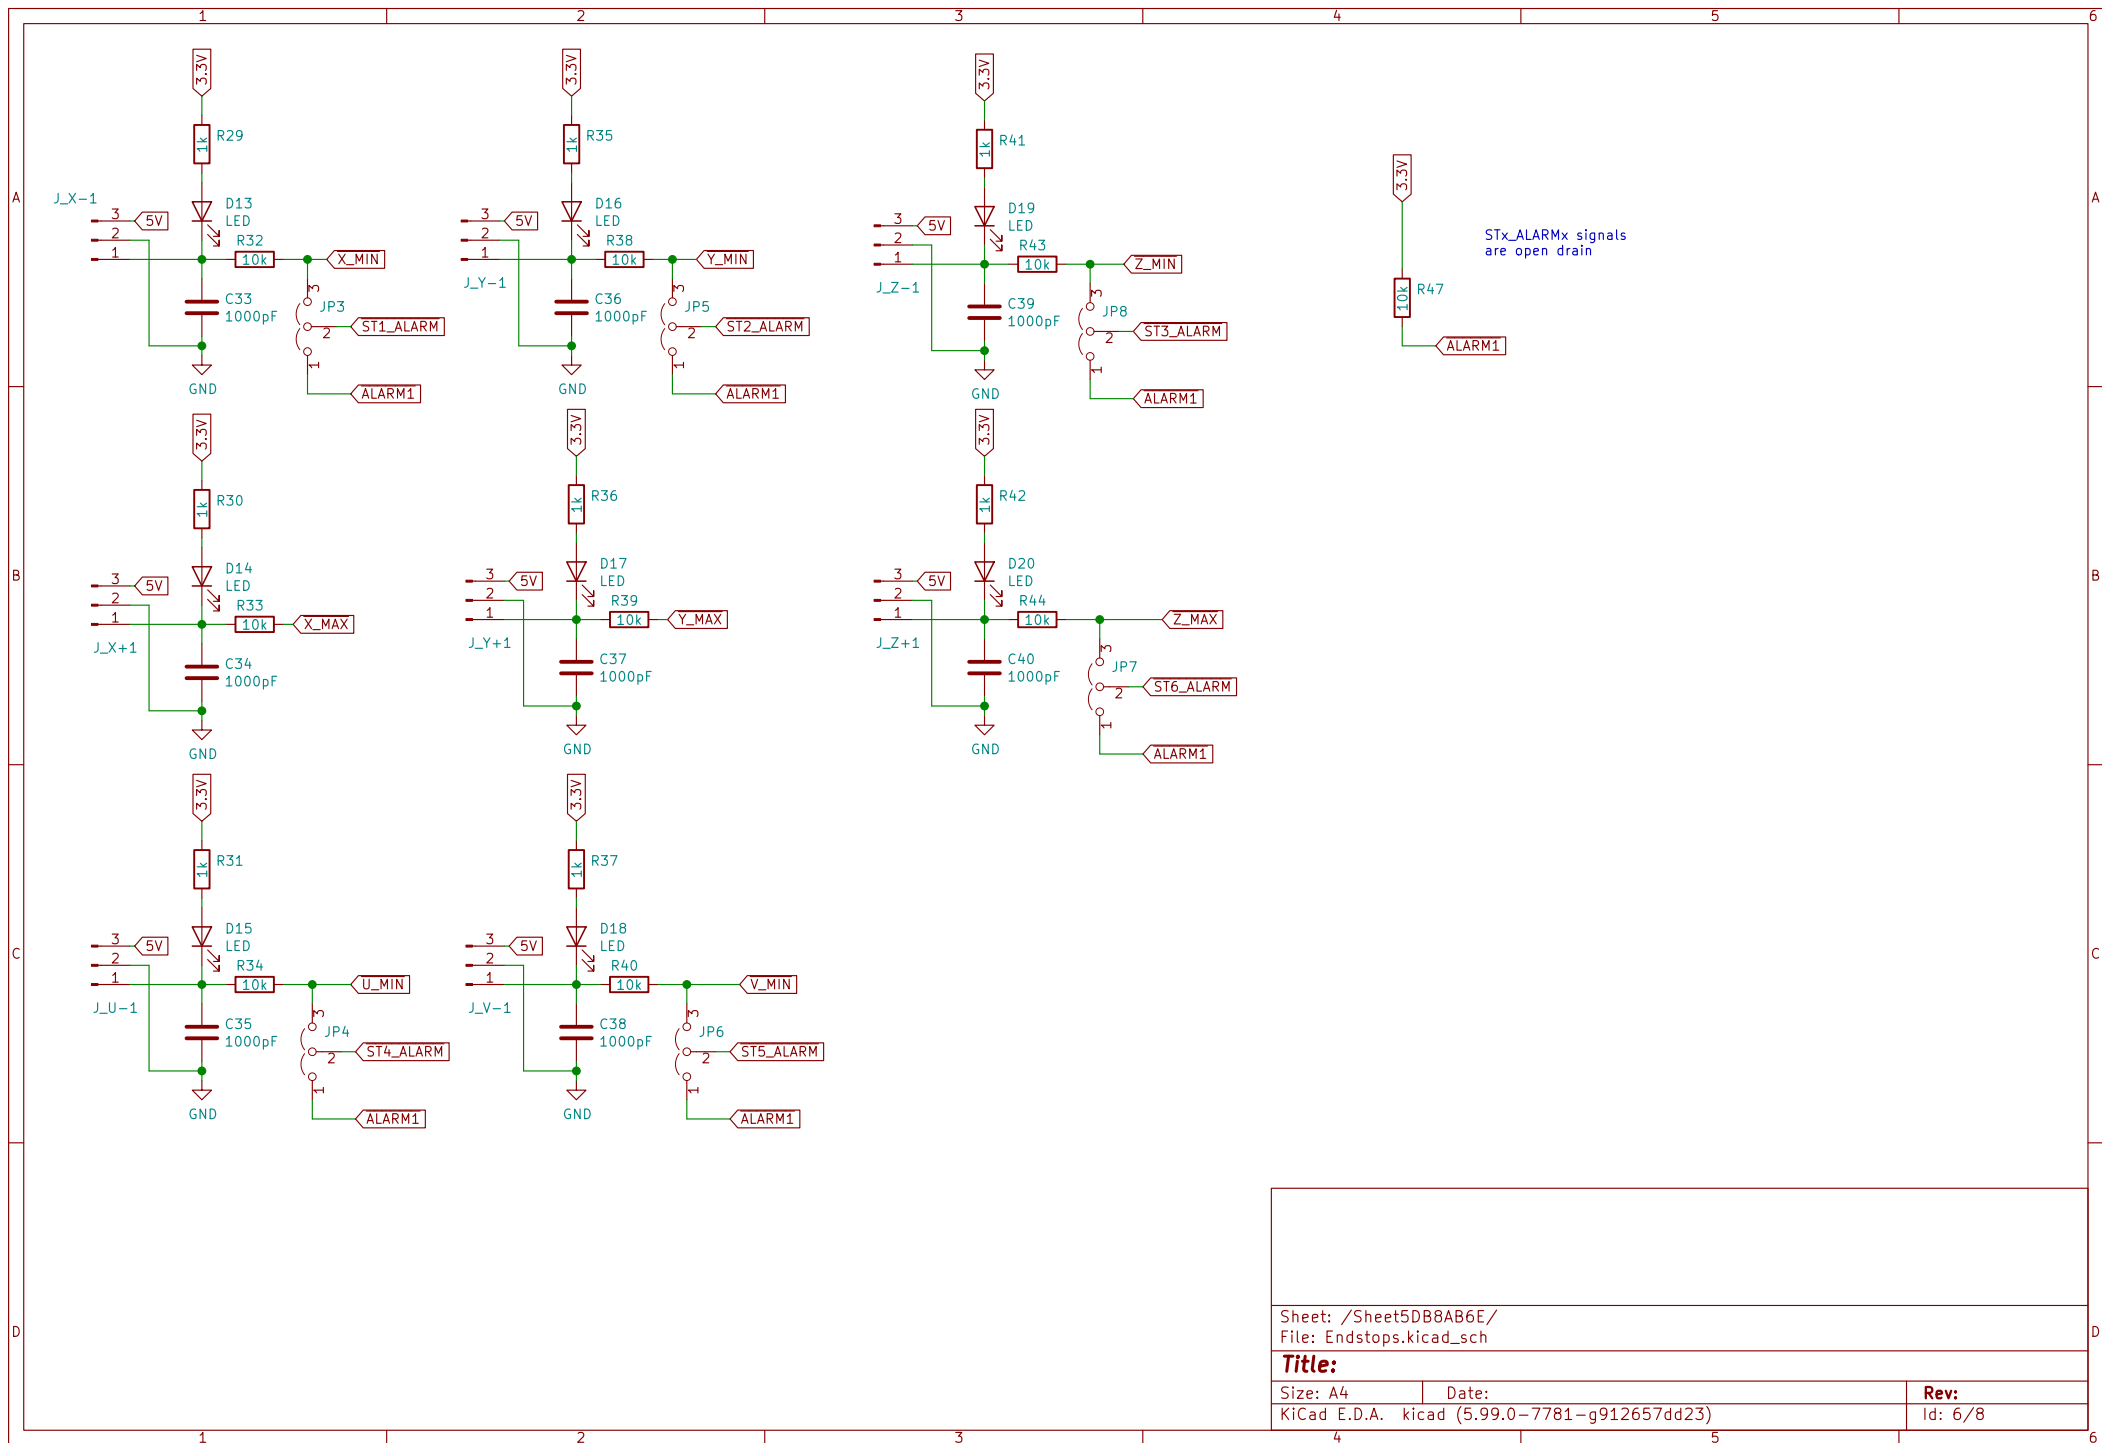 1 2 3 4 5 6
A
A
B
B
C
C
D
D
3.3V
R29
1k
J_X-1
D13
LED
3
5V
2
1
R32
10k
X_MIN
C33
1000pF
3
JP3
2
ST1_ALARM
1
GND
ALARM1
3.3V
R35
1k
D16
LED
3
5V
2
1
R38
10k
Y_MIN
J_Y-1
C36
1000pF
3
JP5
2
ST2_ALARM
1
GND
ALARM1
3.3V
R41
1k
D19
LED
3
5V
2
1
R43
10k
Z_MIN
J_Z-1
C39
1000pF
3
JP8
2
ST3_ALARM
1
GND
ALARM1
3.3V
STx_ALARMx signals
are open drain
R47
10k
ALARM1
3.3V
R30
1k
D14
LED
3
5V
2
1
R33
10k
X_MAX
J_X+1
C34
1000pF
GND
3.3V
R36
1k
D17
LED
3
5V
2
1
R39
10k
Y_MAX
J_Y+1
C37
1000pF
GND
3.3V
R42
1k
D20
LED
3
5V
2
1
R44
10k
Z_MAX
J_Z+1
C40
1000pF
3
JP7
2
ST6_ALARM
1
GND
ALARM1
3.3V
R31
1k
D15
LED
3
5V
2
1
R34
10k
U_MIN
J_U-1
C35
1000pF
3
JP4
2
ST4_ALARM
1
GND
ALARM1
3.3V
R37
1k
D18
LED
3
5V
2
1
R40
10k
V_MIN
J_V-1
C38
1000pF
3
JP6
2
ST5_ALARM
1
GND
ALARM1
Sheet: /Sheet5DB8AB6E/
File: Endstops.kicad_sch
Title:
Size: A4 Date: Rev:
KiCad E.D.A. kicad (5.99.0-7781-g912657dd23) Id: 6/8
1 2 3 4 5 6